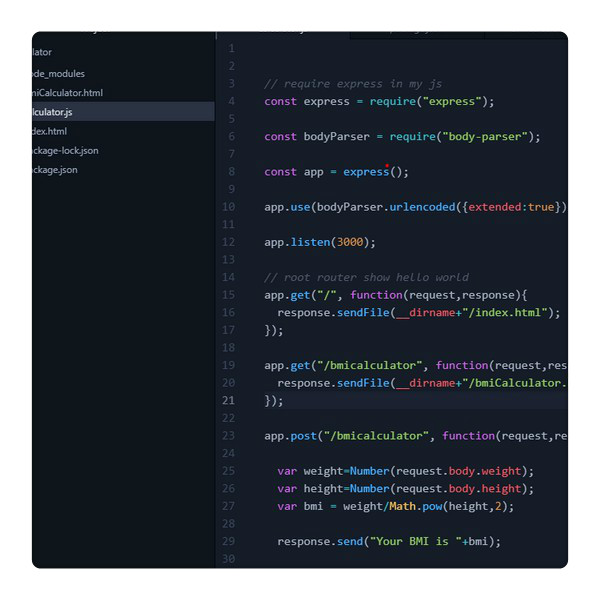 lator
ode_modules
miCalculator.html
lculator.js
dex.html
ckage-lock.json
ckage.json
1
2
3 // require express in my js
4 const express = require("express");
5
6 const bodyParser = require("body-parser");
7
8 const app = express();
9
10 app.use(bodyParser.urlencoded({extended:true})
11
12 app.listen(3000);
13
14 // root router show hello world
15 app.get("/", function(request,response){
16 response.sendFile(__dirname+"/index.html");
17 });
18
19 app.get("/bmicalculator", function(request,res
20 response.sendFile(__dirname+"/bmiCalculator.
21 });
22
23 app.post("/bmicalculator", function(request,re
24
25 var weight=Number(request.body.weight);
26 var height=Number(request.body.height);
27 var bmi = weight/Math.pow(height,2);
28
29 response.send("Your BMI is "+bmi);
30